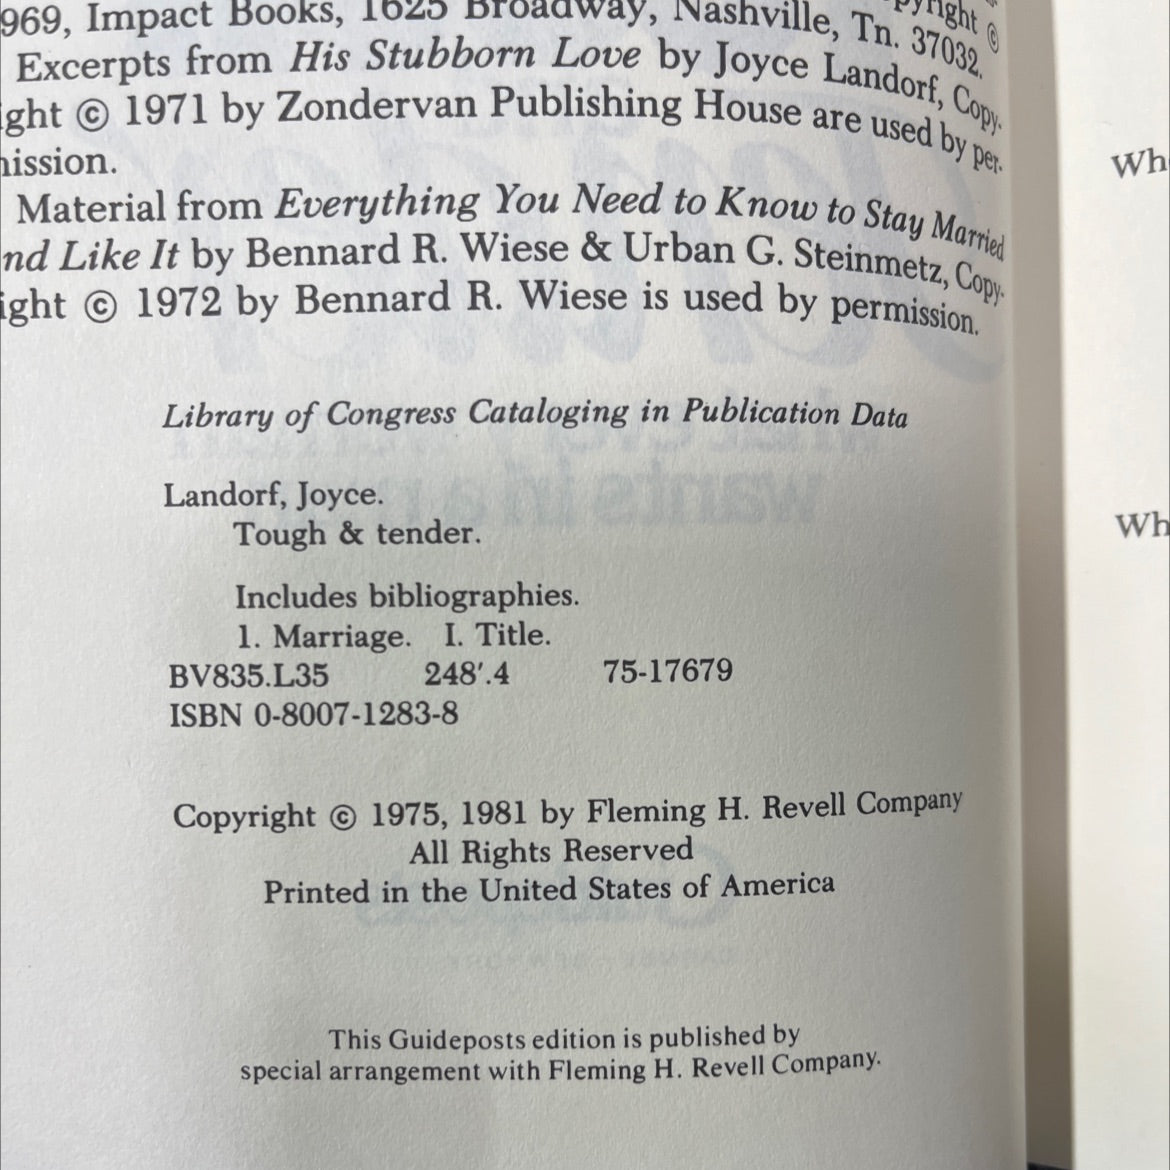 969, Impact Books, 1625 Broadway, Nashville, Tn. 37032.
Excerpts from His Stubborn Love by Joyce Landorf, Copy-
ight © 1971 by Zondervan Publishing House are used by per-
mission.
Material from Everything You Need to Know to Stay Married
nd Like It by Bennard R. Wiese & Urban G. Steinmetz, Copy-
ight © 1972 by Bennard R. Wiese is used by permission.
Library of Congress Cataloging in Publication Data
Landorf, Joyce.
Tough & tender.
Includes bibliographies.
1. Marriage. I. Title.
BV835.L35 248'.4 75-17679
ISBN 0-8007-1283-8
Copyright © 1975, 1981 by Fleming H. Revell Company
All Rights Reserved
Printed in the United States of America
This Guideposts edition is published by
special arrangement with Fleming H. Revell Company.
Wh
Wh